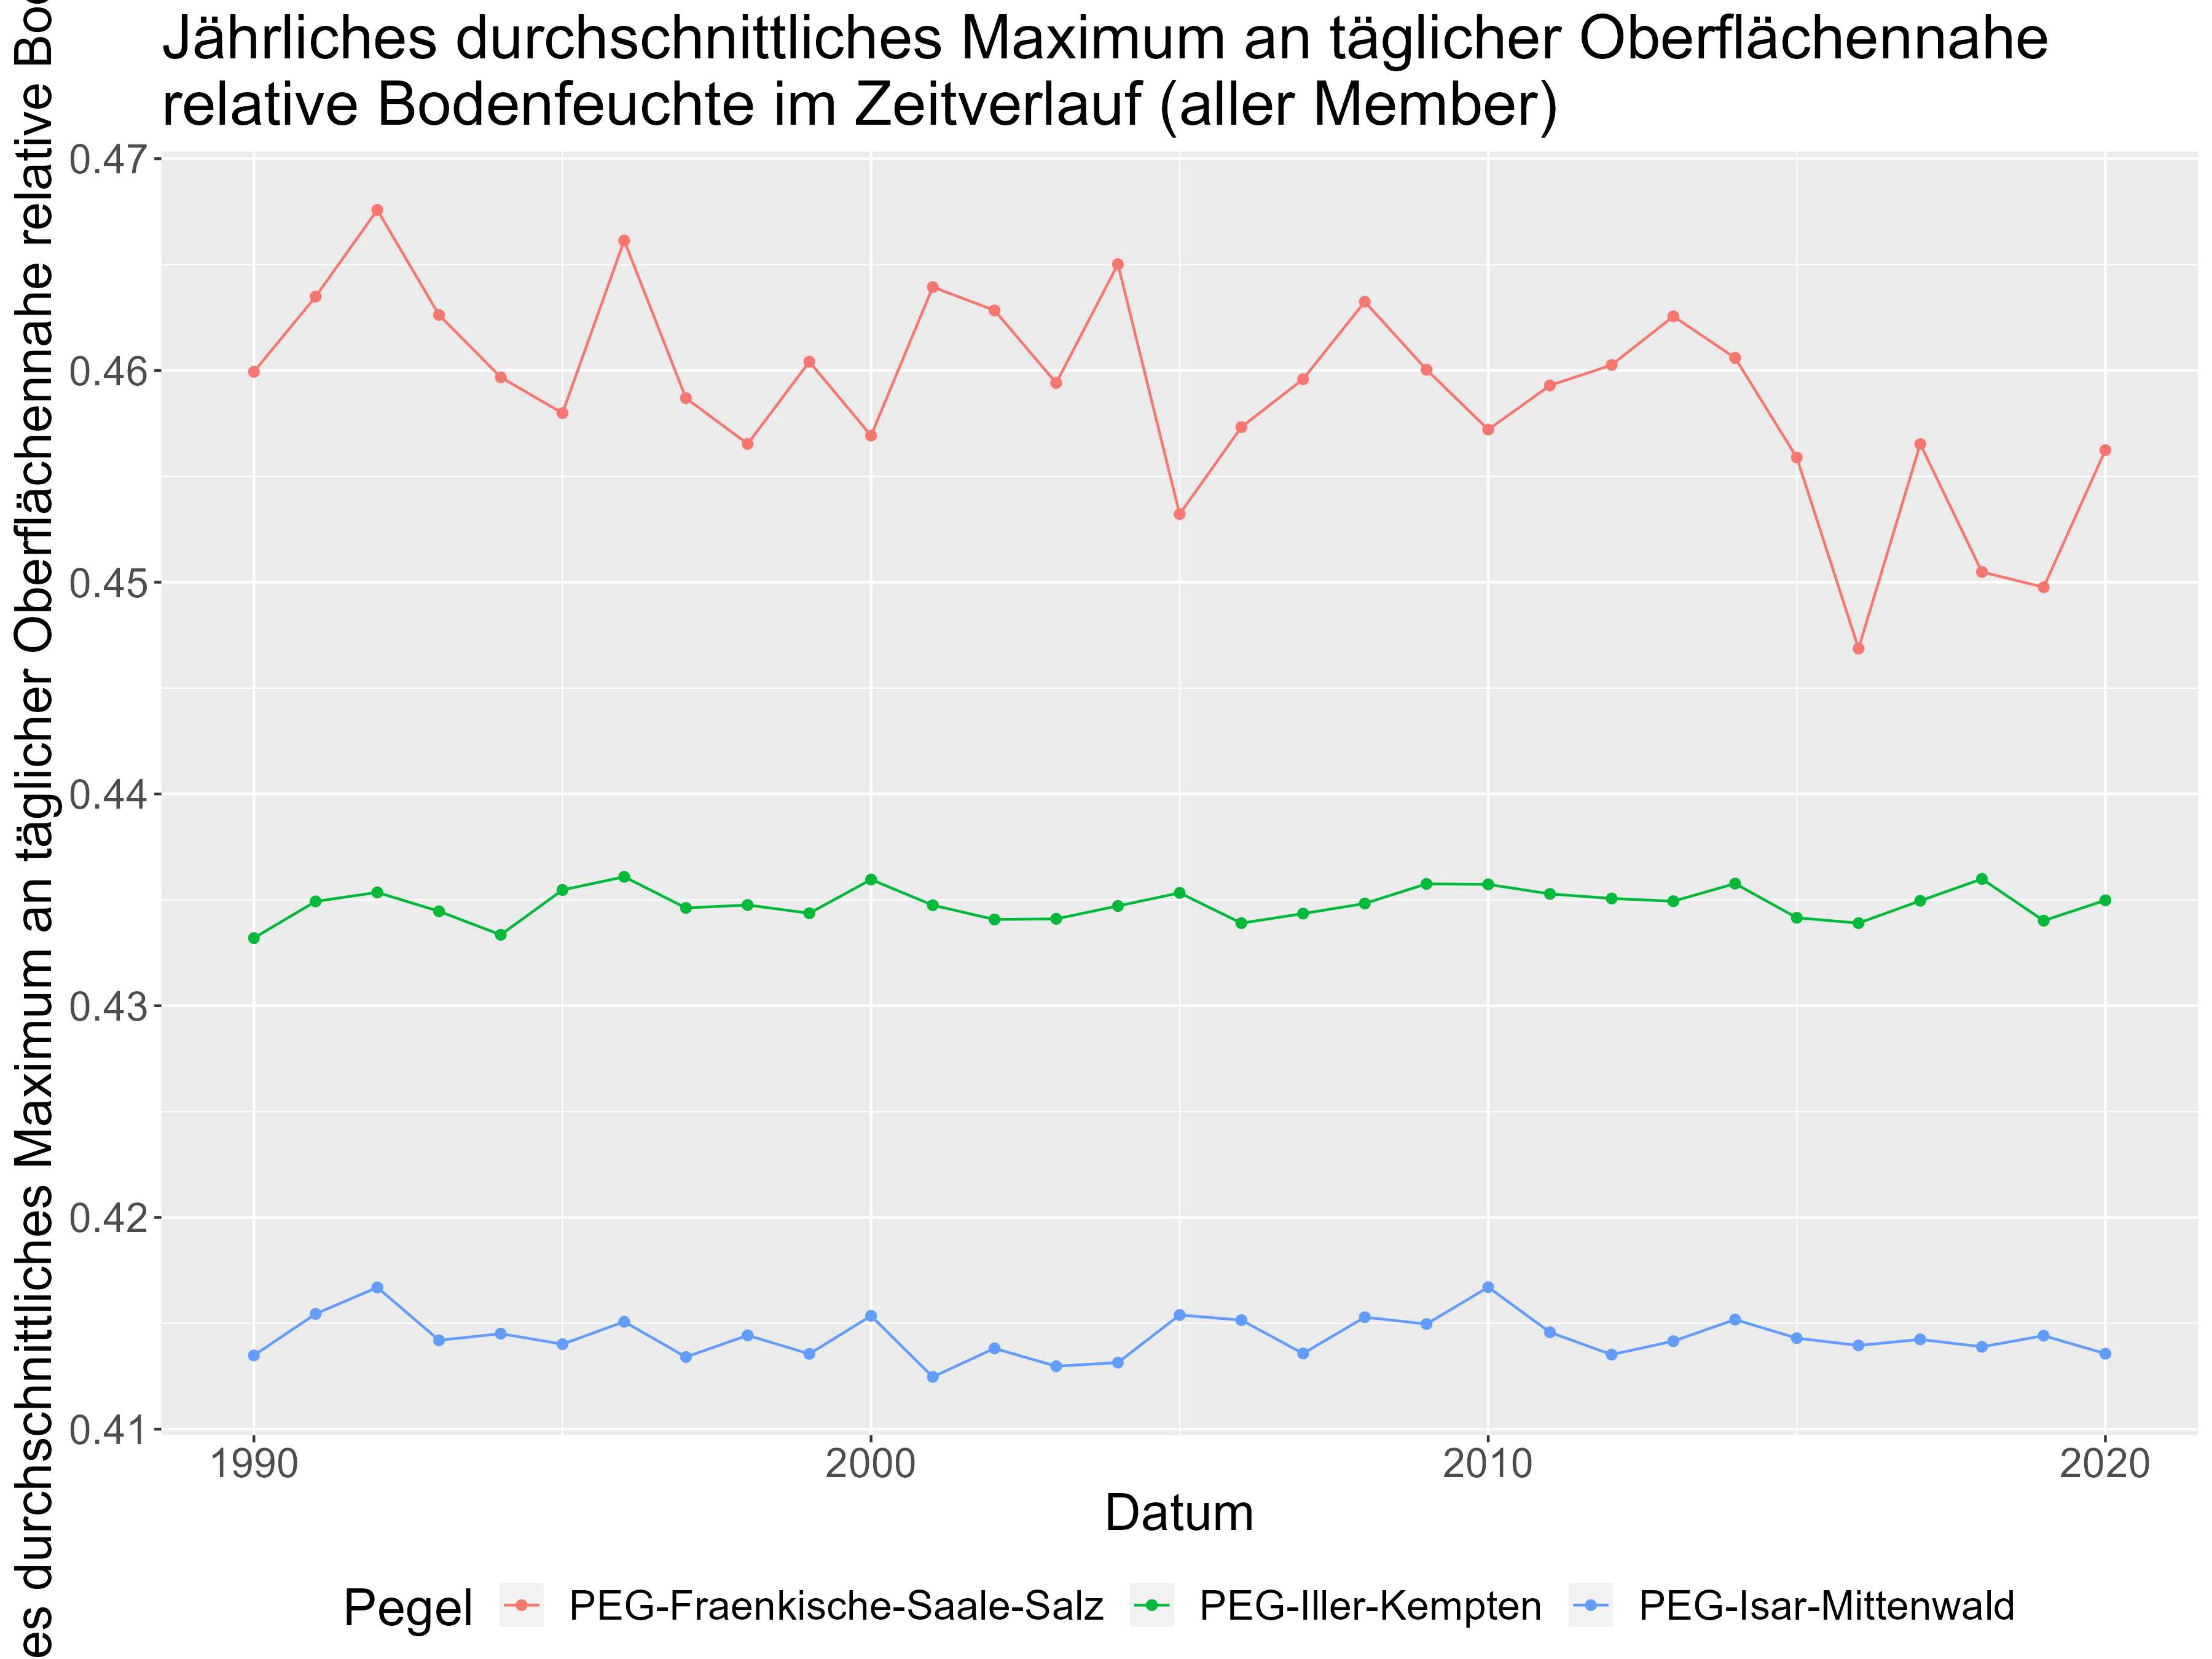 Jährliches durchschnittliches Maximum an täglicher Oberflächennahe
relative Bodenfeuchte im Zeitverlauf (aller Member)
es durchschnittliches Maximum an täglicher Oberflächennahe relative
0.47
0.46
0.45
0.44
0.43
0.42
0.41
1990 2000 2010 2020
Datum
Pegel PEG-Fraenkische-Saale-Salz PEG-Iller-Kempten PEG-Isar-Mittenwald